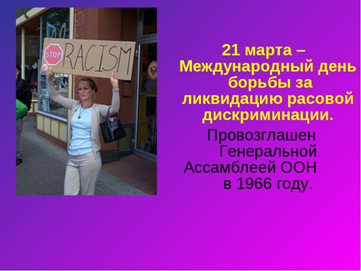 STOP RACISM
21 марта –
Международный день
борьбы за
ликвидацию расовой
дискриминации.
Провозглашен
Генеральной
Ассамблеей ООН
в 1966 году.